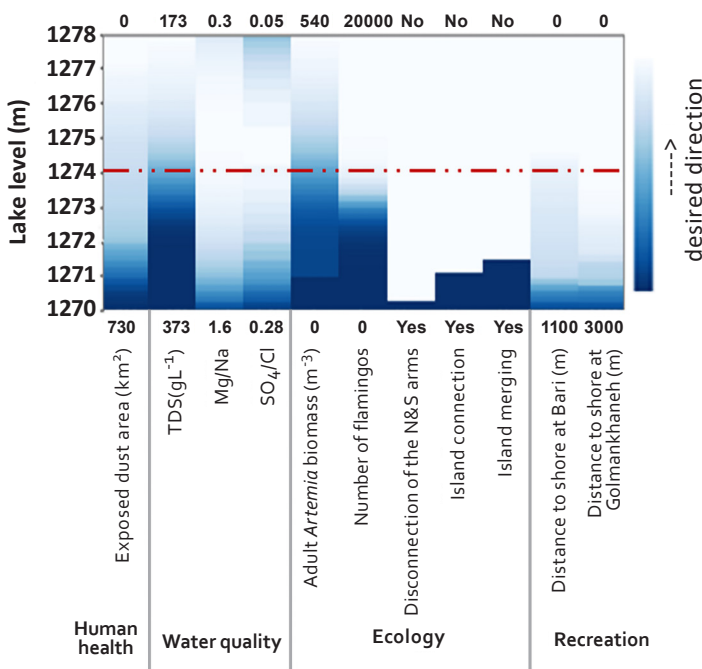 0 173 0.3 0.05 540 20000 No No No 0 0
Lake level (m)
1278
1277
1276
1275
1274
1273
1272
1271
1270
-----> 
desired direction
730 373 1.6 0.28 0 0 Yes Yes Yes 1100 3000
Exposed dust area (km²)
TDS(gL⁻¹)
Mg/Na
SO₄/Cl
Adult Artemia biomass (m⁻³)
Number of flamingos
Disconnection of the N&S arms
Island connection
Island merging
Distance to shore at Bari (m)
Distance to shore at
Golmankhaneh (m)
Human
health
Water quality
Ecology
Recreation